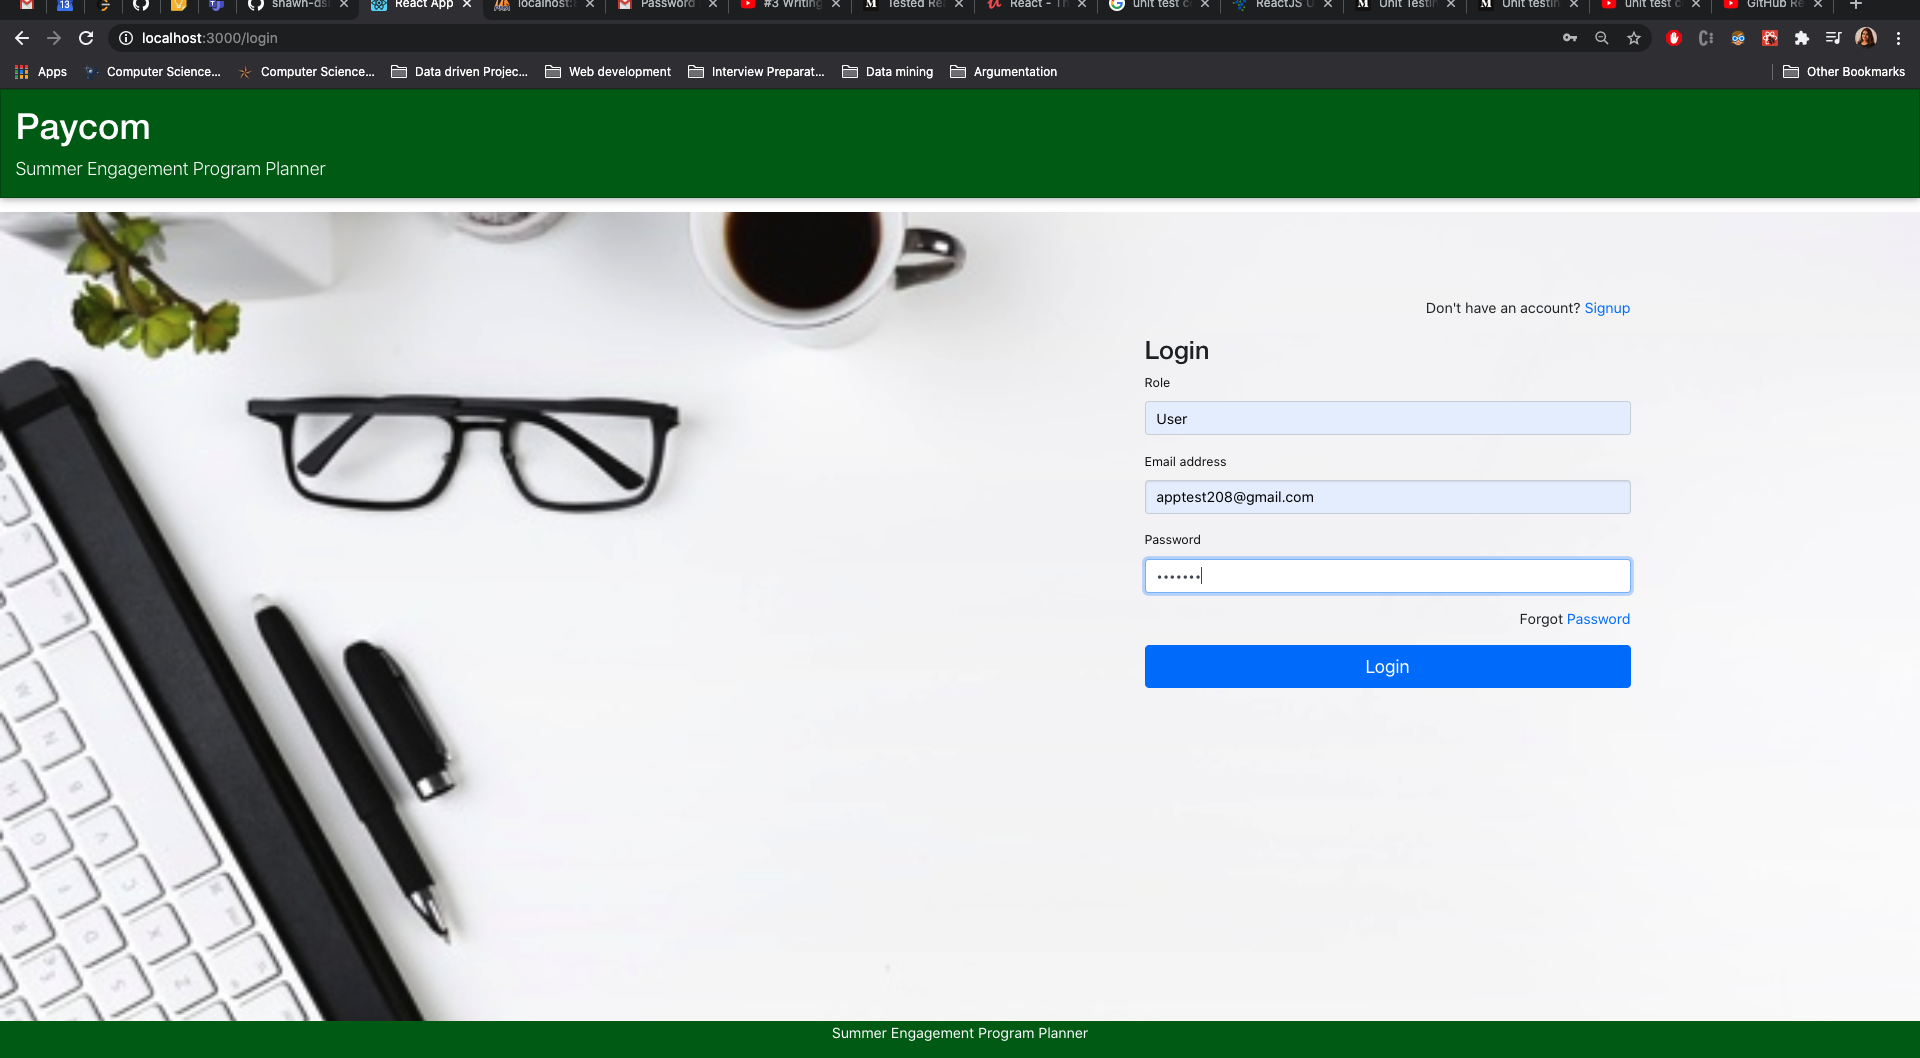 13
shawn-ds
React App
localhost:
Password
#3 Writing
Tested Re
React - Th
unit test c
ReactJS U
Unit Testin
Unit testin
unit test c
GitHub Re
localhost:3000/login
Apps
Computer Science...
Computer Science...
Data driven Projec...
Web development
Interview Preparat...
Data mining
Argumentation
Other Bookmarks
Paycom
Summer Engagement Program Planner
Don't have an account? Signup
Login
Role
User
Email address
apptest208@gmail.com
Password
•••••••
Forgot Password
Login
Summer Engagement Program Planner